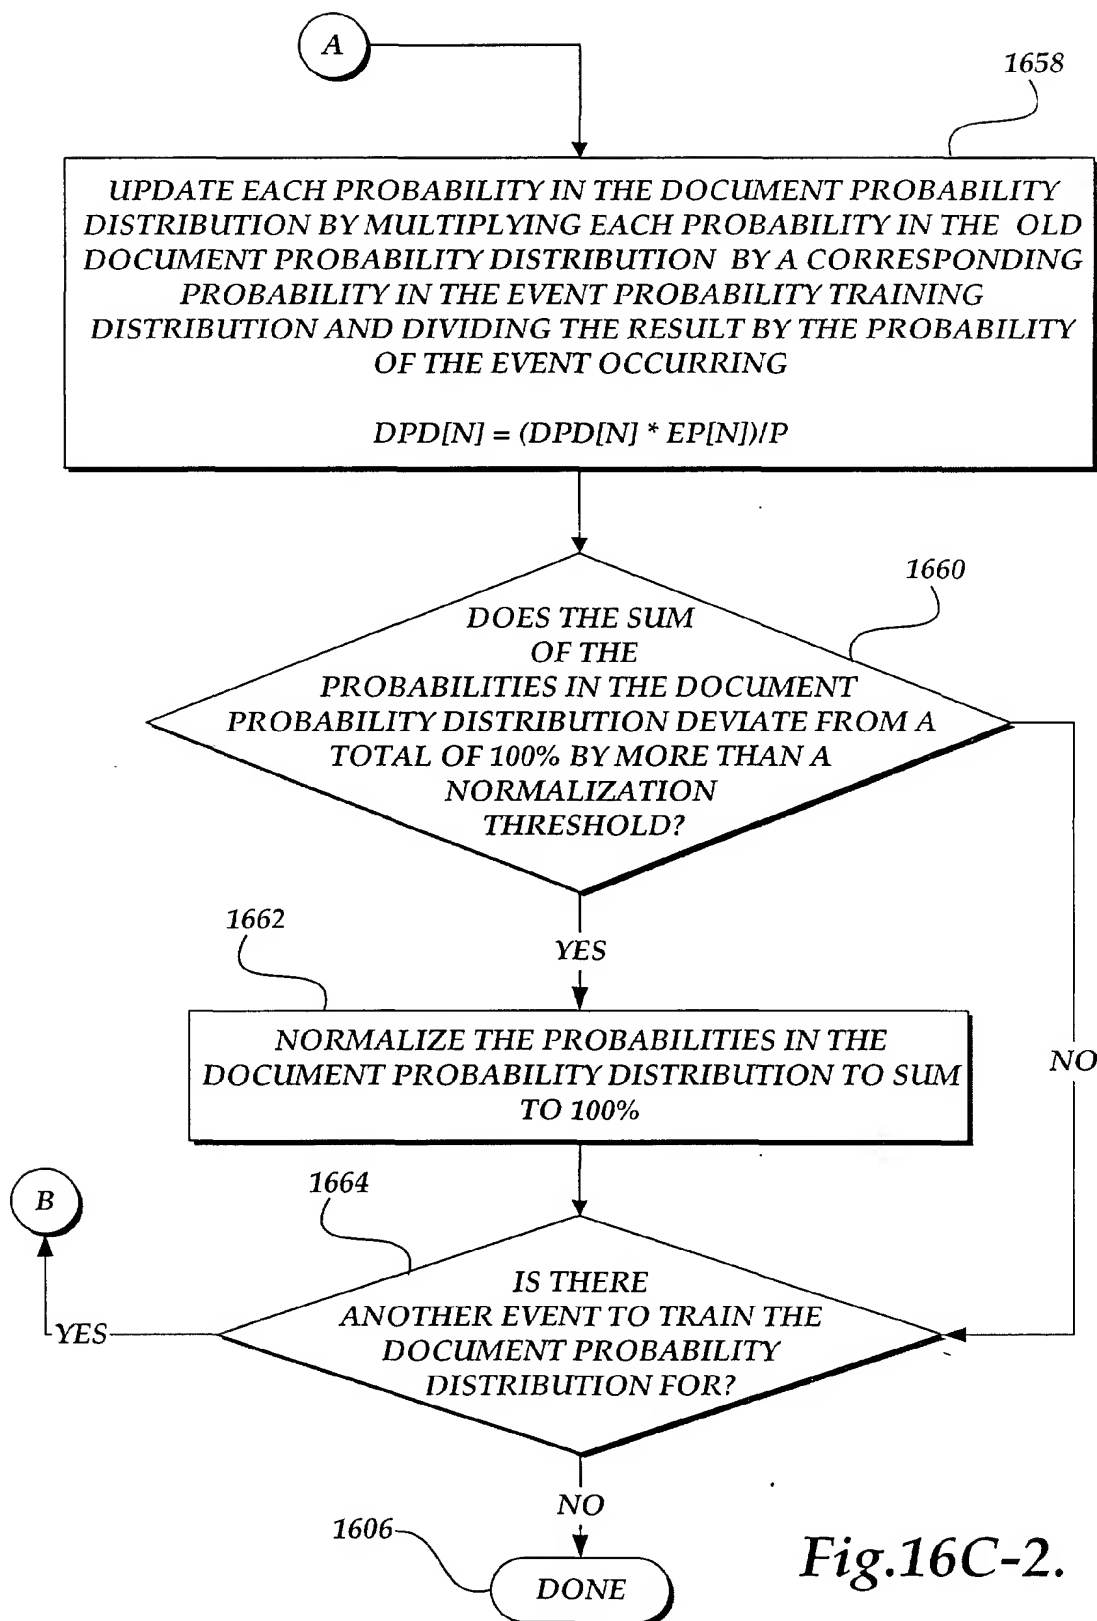 A
1658
UPDATE EACH PROBABILITY IN THE DOCUMENT PROBABILITY
DISTRIBUTION BY MULTIPLYING EACH PROBABILITY IN THE OLD
DOCUMENT PROBABILITY DISTRIBUTION BY A CORRESPONDING
PROBABILITY IN THE EVENT PROBABILITY TRAINING
DISTRIBUTION AND DIVIDING THE RESULT BY THE PROBABILITY
OF THE EVENT OCCURRING
DPD[N] = (DPD[N] * EP[N])/P
1660
DOES THE SUM
OF THE
PROBABILITIES IN THE DOCUMENT
PROBABILITY DISTRIBUTION DEVIATE FROM A
TOTAL OF 100% BY MORE THAN A
NORMALIZATION
THRESHOLD?
1662
YES
NORMALIZE THE PROBABILITIES IN THE
DOCUMENT PROBABILITY DISTRIBUTION TO SUM
TO 100%
NO
1664
B
IS THERE
ANOTHER EVENT TO TRAIN THE
DOCUMENT PROBABILITY
DISTRIBUTION FOR?
YES
NO
1606
DONE
Fig.16C-2.